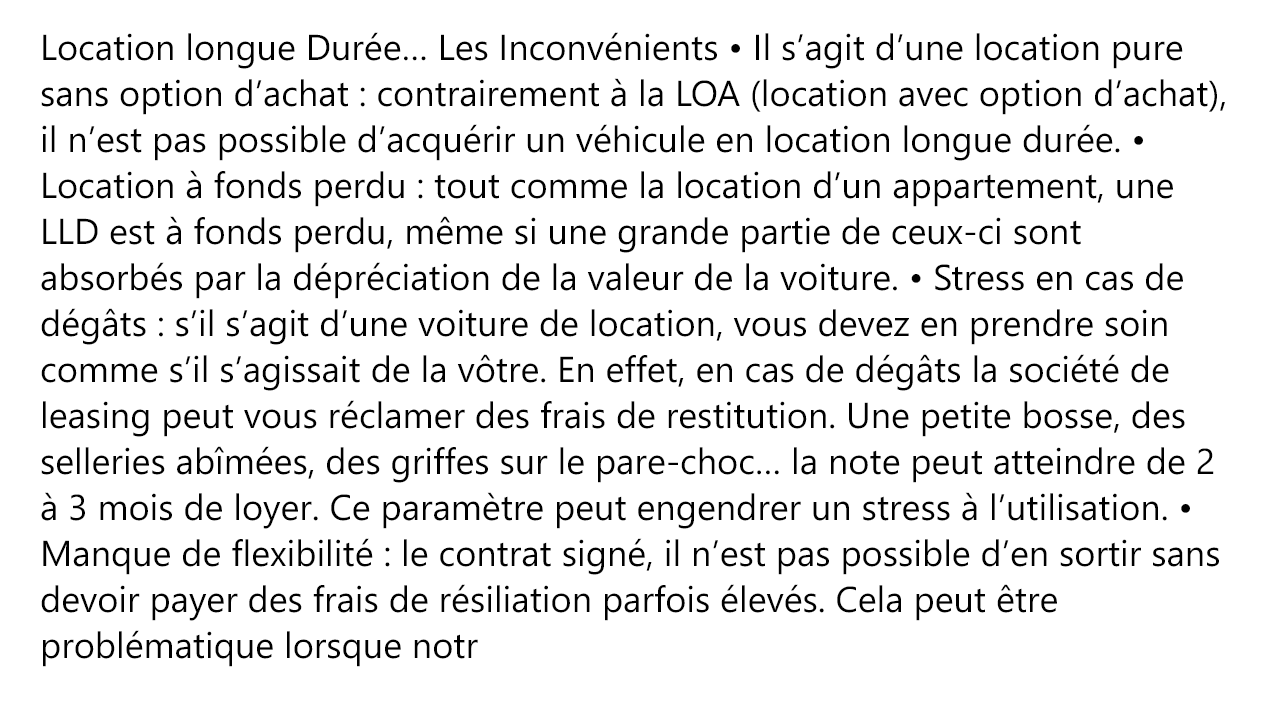 Location longue Durée… Les Inconvénients • Il s’agit d’une location pure
sans option d’achat : contrairement à la LOA (location avec option d’achat),
il n’est pas possible d’acquérir un véhicule en location longue durée. •
Location à fonds perdu : tout comme la location d’un appartement, une
LLD est à fonds perdu, même si une grande partie de ceux-ci sont
absorbés par la dépréciation de la valeur de la voiture. • Stress en cas de
dégâts : s’il s’agit d’une voiture de location, vous devez en prendre soin
comme s’il s’agissait de la vôtre. En effet, en cas de dégâts la société de
leasing peut vous réclamer des frais de restitution. Une petite bosse, des
selleries abîmées, des griffes sur le pare-choc… la note peut atteindre de 2
à 3 mois de loyer. Ce paramètre peut engendrer un stress à l’utilisation. •
Manque de flexibilité : le contrat signé, il n’est pas possible d’en sortir sans
devoir payer des frais de résiliation parfois élevés. Cela peut être
problématique lorsque notr